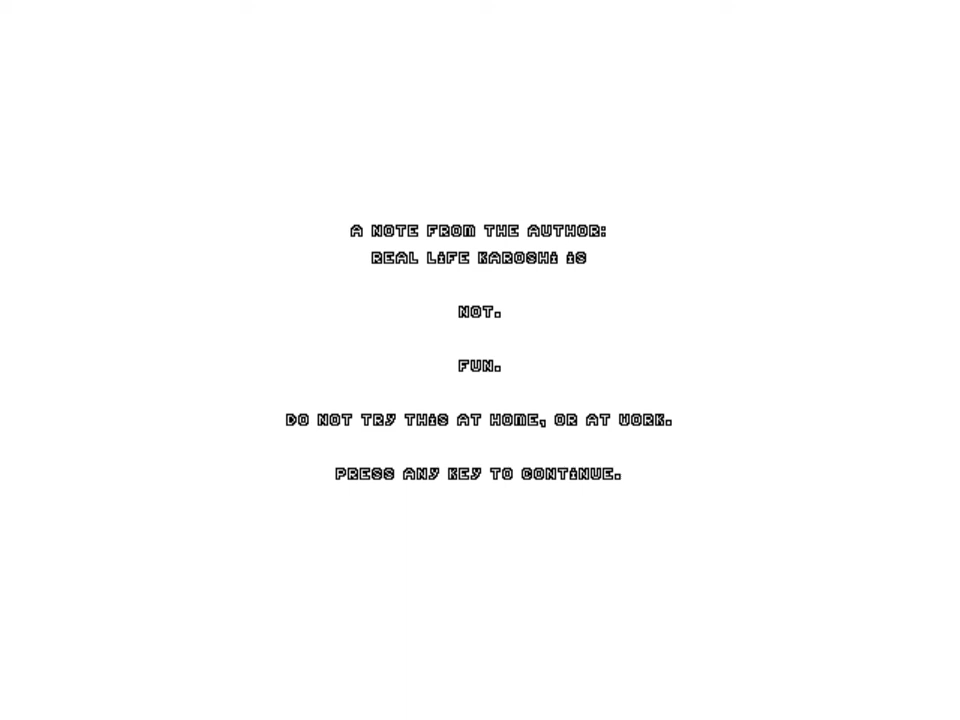 A NOTE FROM THE AUTHOR:
REAL LiFE KAROSHi iS
NOT.
FUN.
DO NOT TRY THiS AT HOME, OR AT WORK.
PRESS ANY KEY TO CONTiNUE.